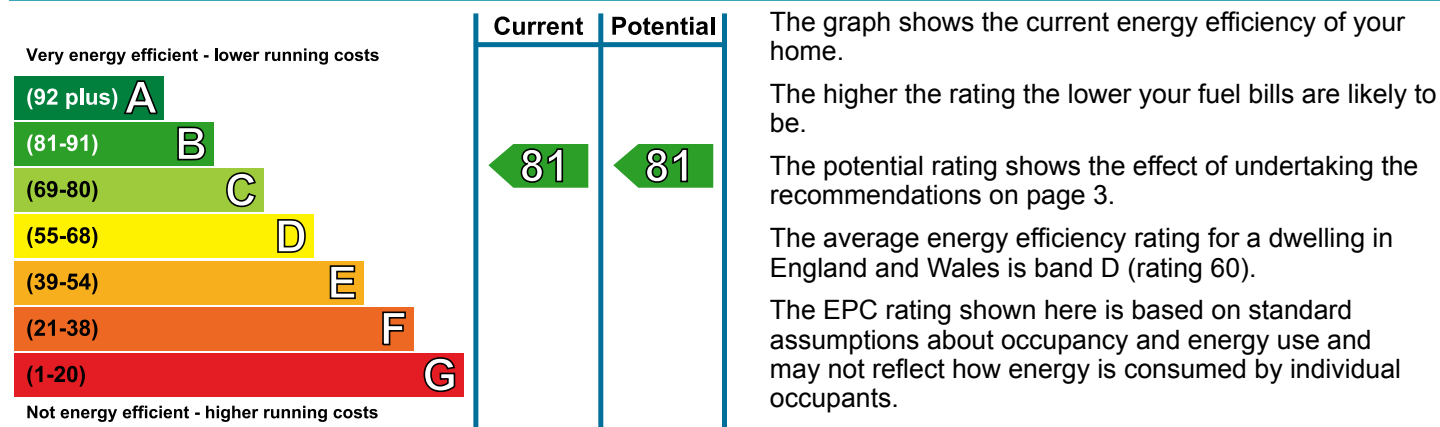 Current Potential
Very energy efficient - lower running costs
(92 plus) A
(81-91) B
(69-80) C
(55-68) D
(39-54) E
(21-38) F
(1-20) G
Not energy efficient - higher running costs
81 81
The graph shows the current energy efficiency of your
home.
The higher the rating the lower your fuel bills are likely to
be.
The potential rating shows the effect of undertaking the
recommendations on page 3.
The average energy efficiency rating for a dwelling in
England and Wales is band D (rating 60).
The EPC rating shown here is based on standard
assumptions about occupancy and energy use and
may not reflect how energy is consumed by individual
occupants.